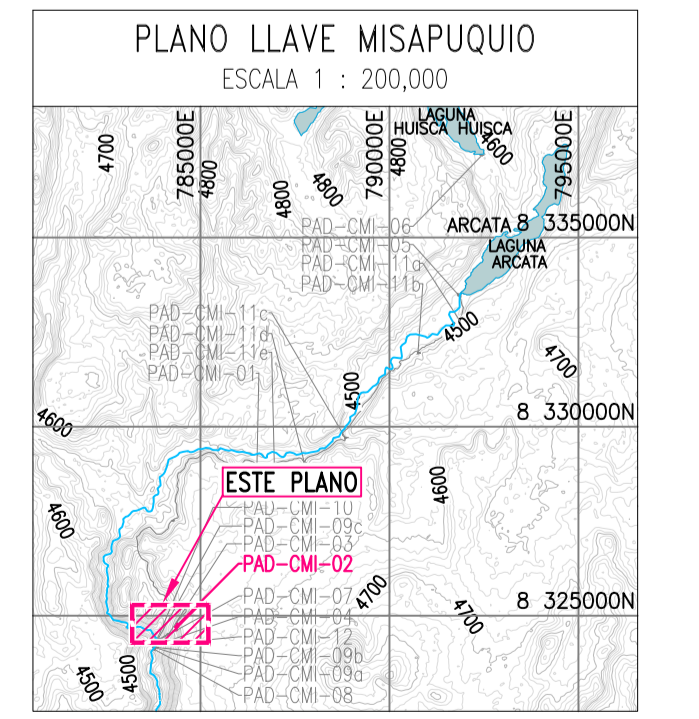 PLANO LLAVE MISAPUQUIO
ESCALA 1 : 200,000
4700
785000E
4800
4800
4800
790000E
4800
LAGUNA
HUISCA HUISCA
4600
795000E
PAD-CMI-06
PAD-CMI-05
PAD-CMI-11a
PAD-CMI-11b
ARCATA
8 335000N
LAGUNA
ARCATA
PAD-CMI-11c
PAD-CMI-11d
PAD-CMI-11e
PAD-CMI-01
4500
4700
4500
4600
8 330000N
4600
ESTE PLANO
4600
PAD-CMI-10
PAD-CMI-09c
PAD-CMI-03
PAD-CMI-02
PAD-CMI-07
PAD-CMI-04
PAD-CMI-12
PAD-CMI-09b
PAD-CMI-09a
PAD-CMI-08
4700
4700
8 325000N
4500
4500